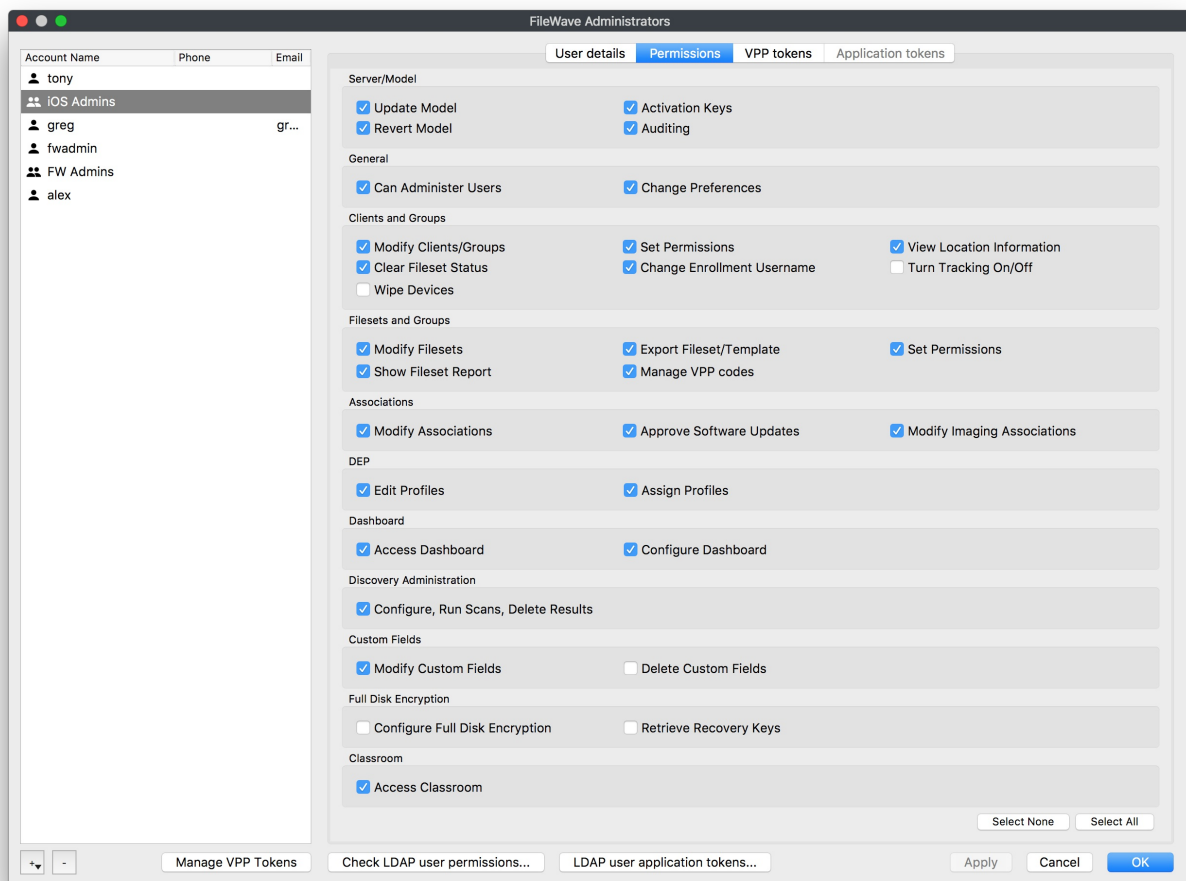 FileWave Administrators
User details Permissions VPP tokens Application tokens
Account Name Phone Email
tony
iOS Admins
greg gr...
fwadmin
FW Admins
alex
Server/Model
Update Model Activation Keys
Revert Model Auditing
General
Can Administer Users Change Preferences
Clients and Groups
Modify Clients/Groups Set Permissions View Location Information
Clear Fileset Status Change Enrollment Username Turn Tracking On/Off
Wipe Devices
Filesets and Groups
Modify Filesets Export Fileset/Template Set Permissions
Show Fileset Report Manage VPP codes
Associations
Modify Associations Approve Software Updates Modify Imaging Associations
DEP
Edit Profiles Assign Profiles
Dashboard
Access Dashboard Configure Dashboard
Discovery Administration
Configure, Run Scans, Delete Results
Custom Fields
Modify Custom Fields Delete Custom Fields
Full Disk Encryption
Configure Full Disk Encryption Retrieve Recovery Keys
Classroom
Access Classroom
Select None Select All
+ - Manage VPP Tokens Check LDAP user permissions... LDAP user application tokens... Apply Cancel OK